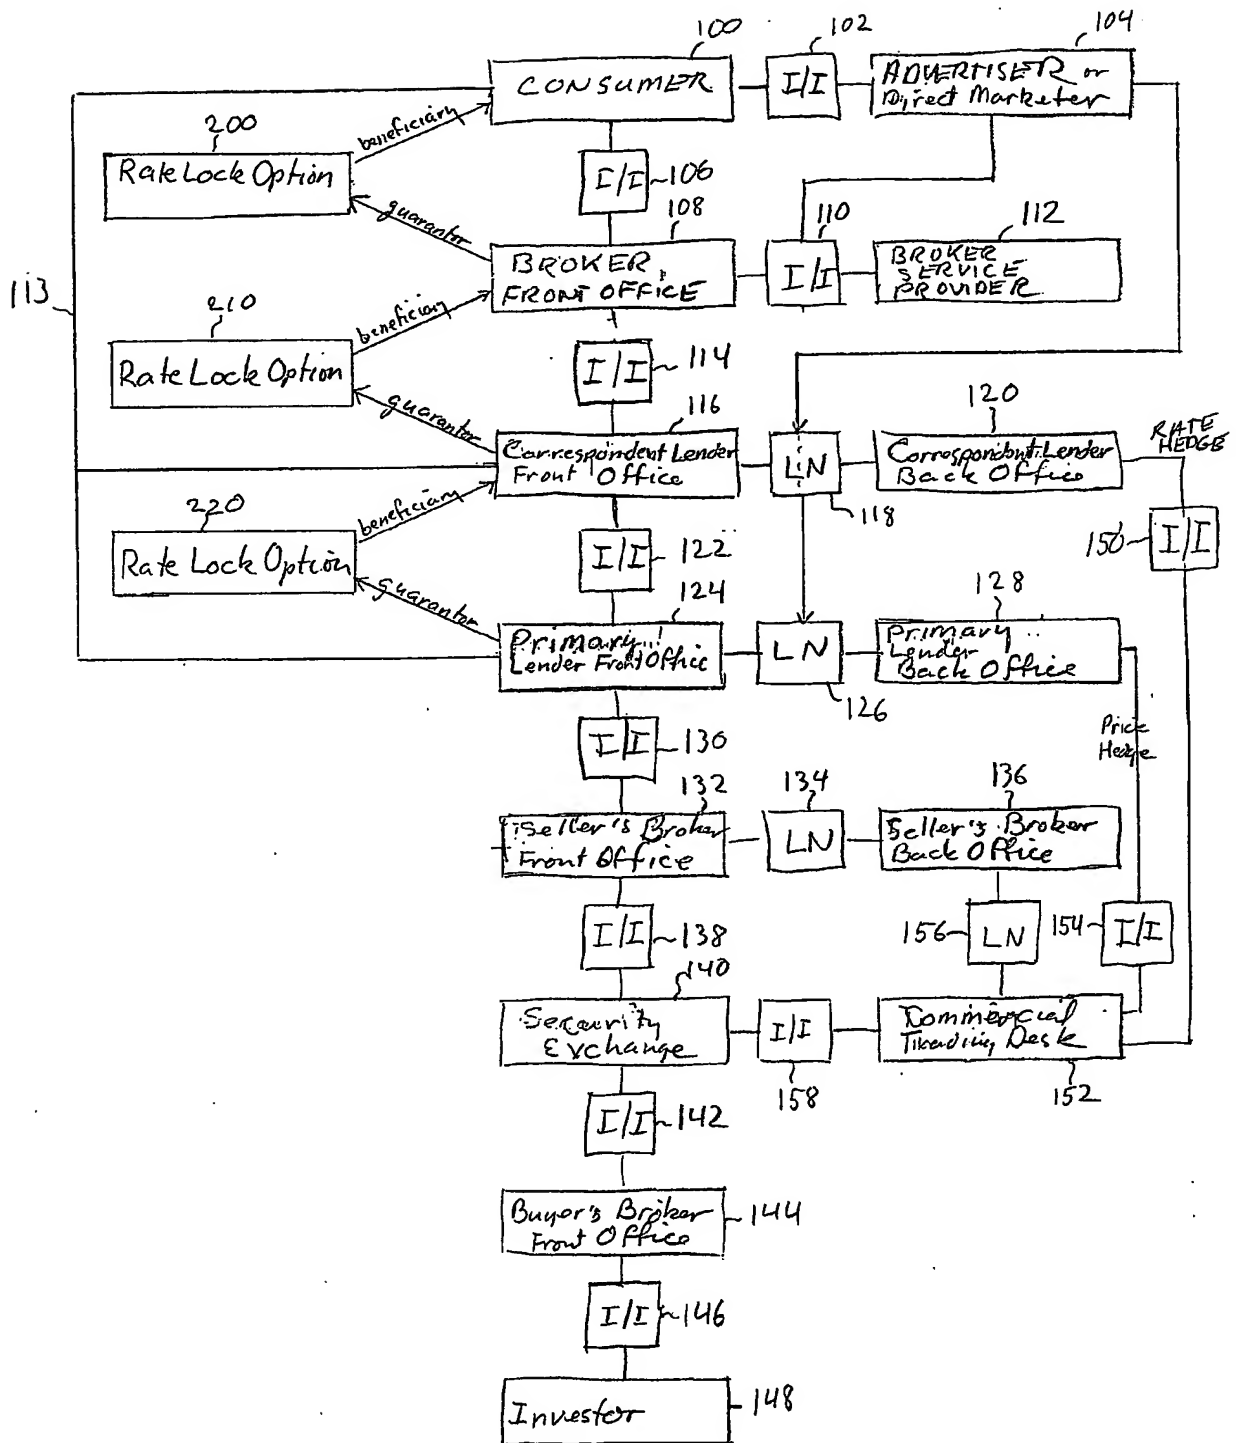 100
102
104
CONSUMER
I/I
ADVERTISER or
Direct Marketer
200
beneficiary
Rate Lock Option
I/I
106
guarantor
108
110
112
BROKER
FRONT OFFICE
I/I
BROKER
SERVICE
PROVIDER
113
210
beneficiary
Rate Lock Option
I/I
114
guarantor
116
120
RATE
HEDGE
Correspondent Lender
Front Office
LN
Correspondent Lender
Back Office
118
220
beneficiary
Rate Lock Option
I/I
122
150
I/I
guarantor
124
128
Primary
Lender Front Office
LN
Primary
Lender
Back Office
126
I/I
130
Price
Hedge
132
134
136
Seller's Broker
Front Office
LN
Seller's Broker
Back Office
I/I
138
156
LN
154
I/I
140
Security
Exchange
I/I
Commercial
Trading Desk
158
152
I/I
142
Buyer's Broker
Front Office
144
I/I
146
Investor
148